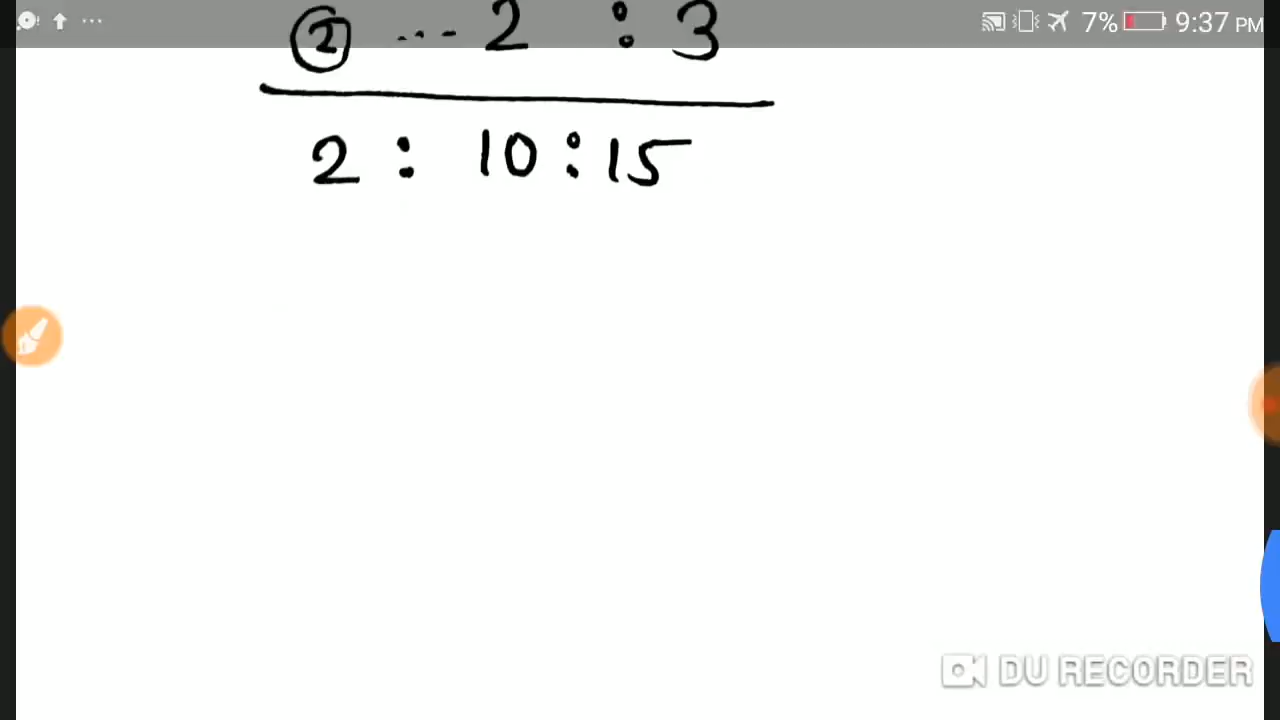 ... 7% 9:37 PM
② ... 2 : 3
2 : 10 : 15
DU RECORDER